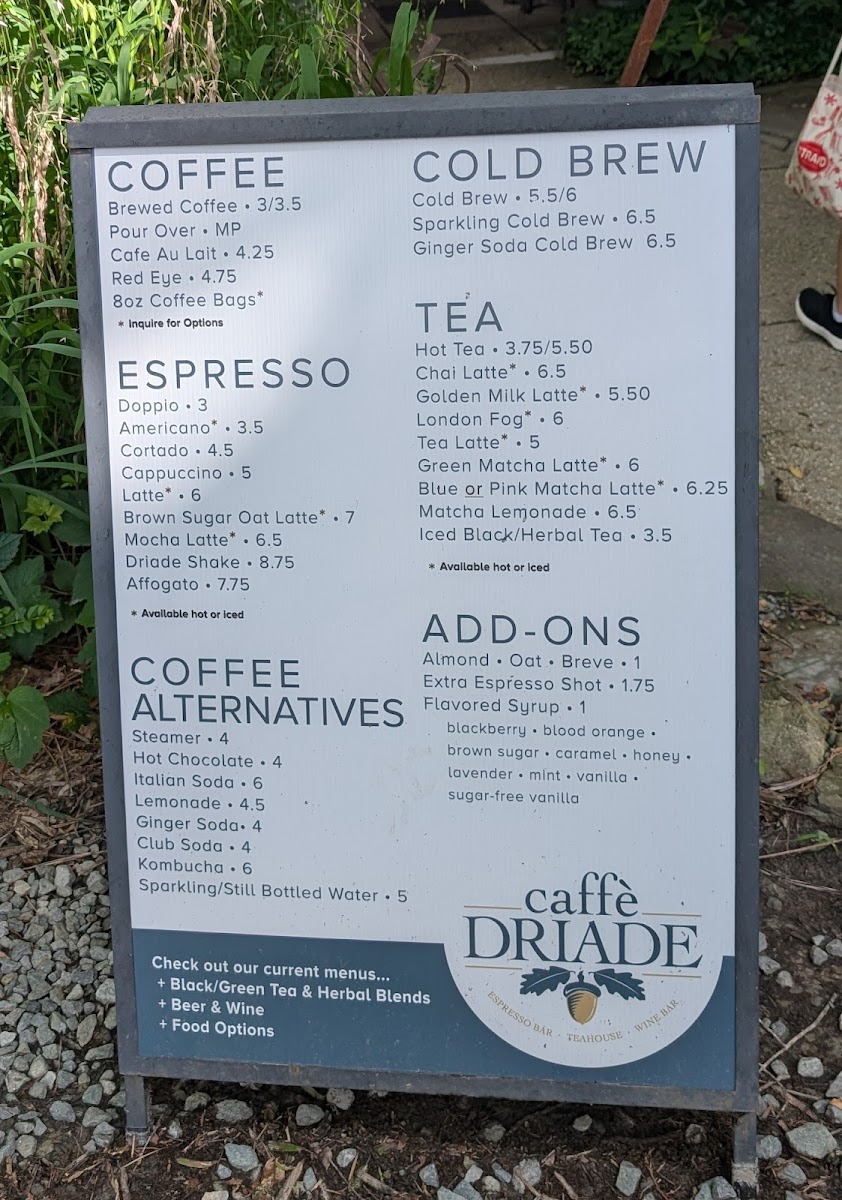 COFFEE
Brewed Coffee • 3/3.5
Pour Over • MP
Cafe Au Lait • 4.25
Red Eye • 4.75
8oz Coffee Bags*
* Inquire for Options
ESPRESSO
Doppio • 3
Americano* • 3.5
Cortado • 4.5
Cappuccino • 5
Latte* • 6
Brown Sugar Oat Latte* • 7
Mocha Latte* • 6.5
Driade Shake • 8.75
Affogato • 7.75
* Available hot or iced
COFFEE
ALTERNATIVES
Steamer • 4
Hot Chocolate • 4
Italian Soda • 6
Lemonade • 4.5
Ginger Soda• 4
Club Soda • 4
Kombucha • 6
Sparkling/Still Bottled Water • 5
COLD BREW
Cold Brew • 5.5/6
Sparkling Cold Brew • 6.5
Ginger Soda Cold Brew 6.5
TEA
Hot Tea • 3.75/5.50
Chai Latte* • 6.5
Golden Milk Latte* • 5.50
London Fog* • 6
Tea Latte* • 5
Green Matcha Latte* • 6
Blue or Pink Matcha Latte* • 6.25
Matcha Lemonade • 6.5
Iced Black/Herbal Tea • 3.5
* Available hot or iced
ADD-ONS
Almond • Oat • Breve • 1
Extra Espresso Shot • 1.75
Flavored Syrup • 1
blackberry • blood orange •
brown sugar • caramel • honey •
lavender • mint • vanilla •
sugar-free vanilla
Check out our current menus...
+ Black/Green Tea & Herbal Blends
+ Beer & Wine
+ Food Options
caffè
DRIADE
ESPRESSO BAR · TEAHOUSE · WINE BAR